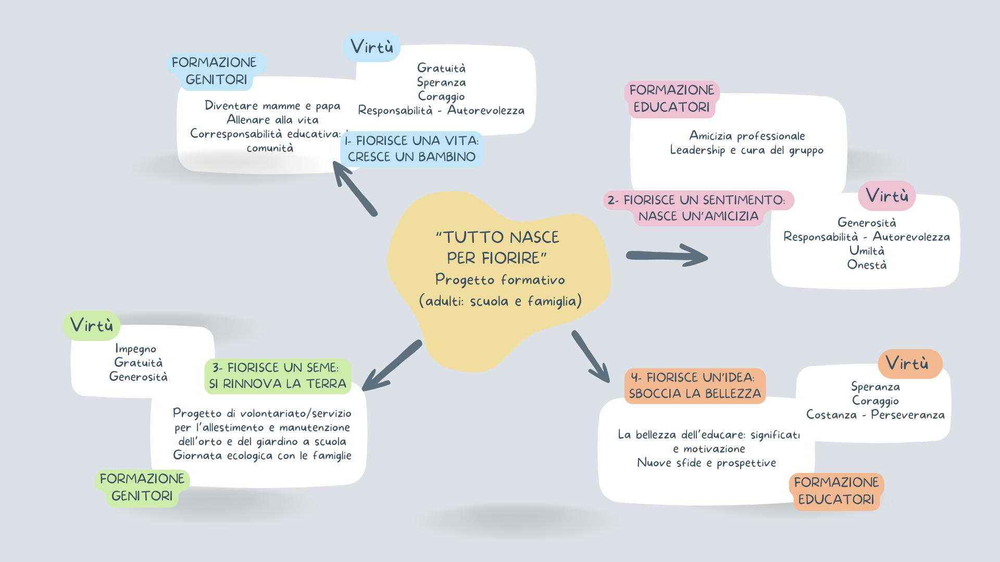 "TUTTO NASCE
PER FIORIRE"
Progetto formativo
(adulti: scuola e famiglia)
1- FIORISCE UNA VITA:
CRESCE UN BAMBINO
FORMAZIONE
GENITORI
Diventare mamme e papa
Allenare alla vita
Corresponsabilità educativa:
comunità
Virtù
Gratuità
Speranza
Coraggio
Responsabilità - Autorevolezza
2- FIORISCE UN SENTIMENTO:
NASCE UN'AMICIZIA
FORMAZIONE
EDUCATORI
Amicizia professionale
Leadership e cura del gruppo
Virtù
Generosità
Responsabilità - Autorevolezza
Umiltà
Onestà
3- FIORISCE UN SEME:
SI RINNOVA LA TERRA
Virtù
Impegno
Gratuità
Generosità
Progetto di volontariato/servizio
per l'allestimento e manutenzione
dell'orto e del giardino a scuola
Giornata ecologica con le famiglie
FORMAZIONE
GENITORI
4- FIORISCE UN'IDEA:
SBOCCIA LA BELLEZZA
Virtù
Speranza
Coraggio
Costanza - Perseveranza
La bellezza dell'educare: significati
e motivazione
Nuove sfide e prospettive
FORMAZIONE
EDUCATORI